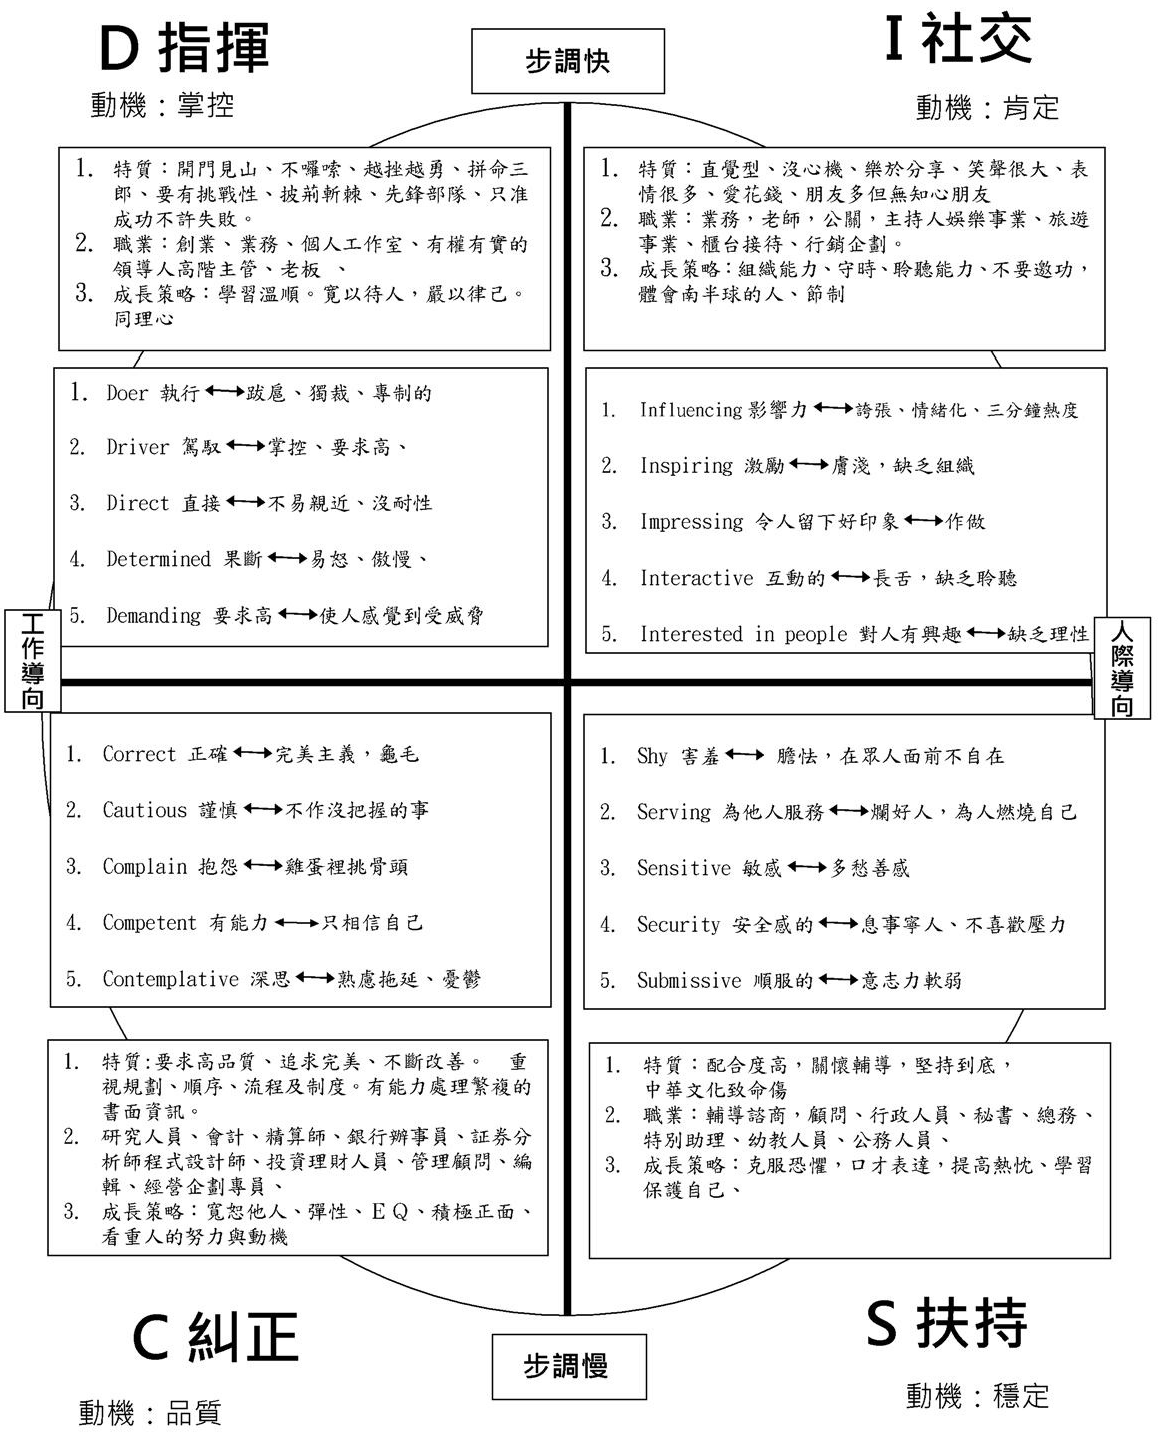 D 指揮
動機：掌控
步調快
I 社交
動機：肯定
1. 特質：開門見山、不囉嗦、越挫越勇、拼命三
郎、要有挑戰性、披荊斬棘、先鋒部隊、只准
成功不許失敗。
2. 職業：創業、業務、個人工作室、有權有實的
領導人高階主管、老板 、
3. 成長策略：學習溫順。寬以待人，嚴以律己。
同理心
1. 特質：直覺型、沒心機、樂於分享、笑聲很大、表
情很多、愛花錢、朋友多但無知心朋友
2. 職業：業務，老師，公關，主持人娛樂事業、旅遊
事業、櫃台接待、行銷企劃。
3. 成長策略：組織能力、守時、聆聽能力、不要邀功，
體會南半球的人、節制
1. Doer 執行↔跋扈、獨裁、專制的
2. Driver 駕馭↔掌控、要求高、
3. Direct 直接↔不易親近、沒耐性
4. Determined 果斷↔易怒、傲慢、
5. Demanding 要求高↔使人感覺到受威脅
1. Influencing 影響力↔誇張、情緒化、三分鐘熱度
2. Inspiring 激勵↔膚淺，缺乏組織
3. Impressing 令人留下好印象↔作做
4. Interactive 互動的↔長舌，缺乏聆聽
5. Interested in people 對人有興趣↔缺乏理性
工作導向
人際導向
1. Correct 正確↔完美主義，龜毛
2. Cautious 謹慎↔不作沒把握的事
3. Complain 抱怨↔雞蛋裡挑骨頭
4. Competent 有能力↔只相信自己
5. Contemplative 深思↔熟慮拖延、憂鬱
1. Shy 害羞↔ 膽怯，在眾人面前不自在
2. Serving 為他人服務↔爛好人，為人燃燒自己
3. Sensitive 敏感↔多愁善感
4. Security 安全感的↔息事寧人、不喜歡壓力
5. Submissive 順服的↔意志力軟弱
1. 特質:要求高品質、追求完美、不斷改善。 重
視規劃、順序、流程及制度。有能力處理繁複的
書面資訊。
2. 研究人員、會計、精算師、銀行辦事員、証券分
析師程式設計師、投資理財人員、管理顧問、編
輯、經營企劃專員、
3. 成長策略：寬恕他人、彈性、ＥＱ、積極正面、
看重人的努力與動機
1. 特質：配合度高，關懷輔導，堅持到底，
中華文化致命傷
2. 職業：輔導諮商，顧問、行政人員、秘書、總務、
特別助理、幼教人員、公務人員、
3. 成長策略：克服恐懼，口才表達，提高熱忱、學習
保護自己、
C 糾正
動機：品質
步調慢
S 扶持
動機：穩定